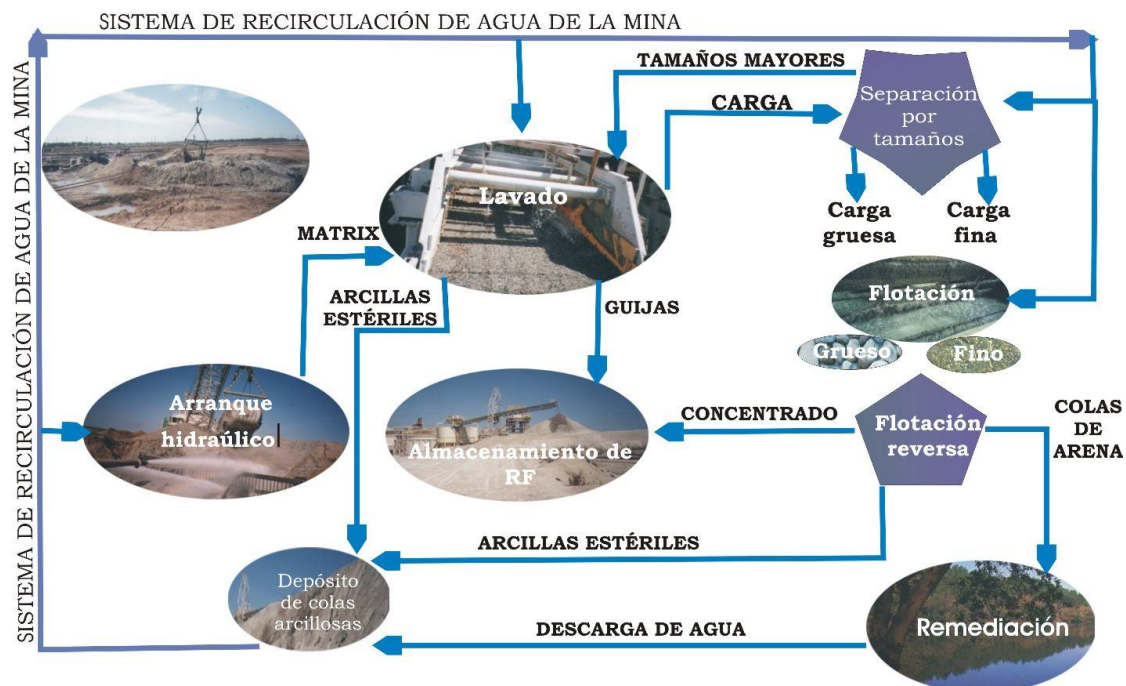 SISTEMA DE RECIRCULACIÓN DE AGUA DE LA MINA
SISTEMA DE RECIRCULACIÓN DE AGUA DE LA MINA
TAMAÑOS MAYORES
CARGA
Separación
por
tamaños
Lavado
Carga
gruesa
Carga
fina
MATRIX
ARCILLAS
ESTÉRILES
GUIJAS
Flotación
Grueso
Fino
Arranque
hidraúlico
Almacenamiento de
RF
CONCENTRADO
Flotación
reversa
COLAS
DE
ARENA
ARCILLAS ESTÉRILES
Depósito
de colas
arcillosas
DESCARGA DE AGUA
Remediación